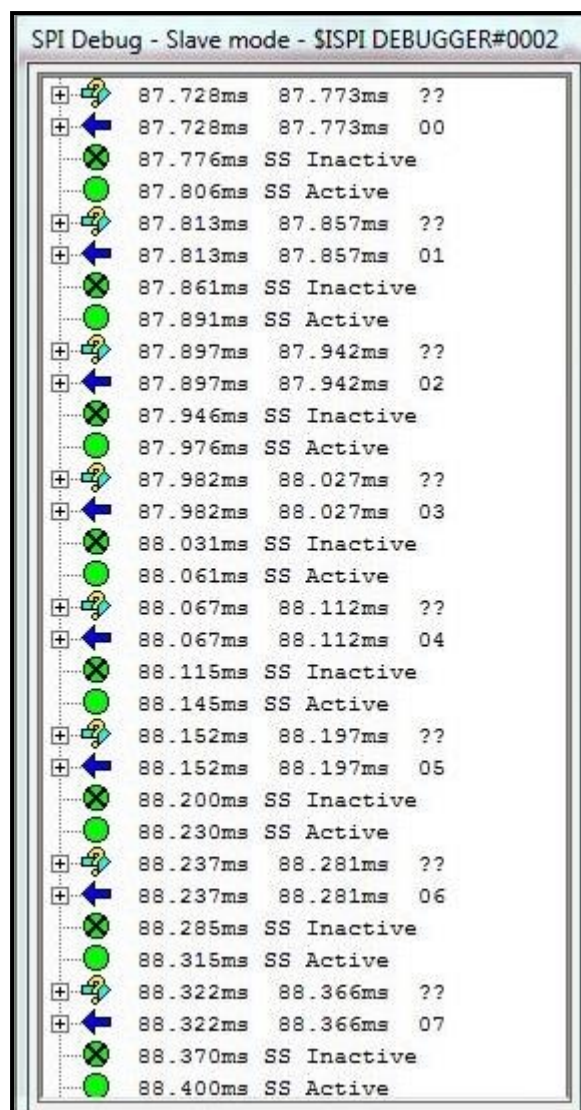 SPI Debug - Slave mode - $ISPI DEBUGGER#0002
87.728ms 87.773ms ??
87.728ms 87.773ms 00
87.776ms SS Inactive
87.806ms SS Active
87.813ms 87.857ms ??
87.813ms 87.857ms 01
87.861ms SS Inactive
87.891ms SS Active
87.897ms 87.942ms ??
87.897ms 87.942ms 02
87.946ms SS Inactive
87.976ms SS Active
87.982ms 88.027ms ??
87.982ms 88.027ms 03
88.031ms SS Inactive
88.061ms SS Active
88.067ms 88.112ms ??
88.067ms 88.112ms 04
88.115ms SS Inactive
88.145ms SS Active
88.152ms 88.197ms ??
88.152ms 88.197ms 05
88.200ms SS Inactive
88.230ms SS Active
88.237ms 88.281ms ??
88.237ms 88.281ms 06
88.285ms SS Inactive
88.315ms SS Active
88.322ms 88.366ms ??
88.322ms 88.366ms 07
88.370ms SS Inactive
88.400ms SS Active